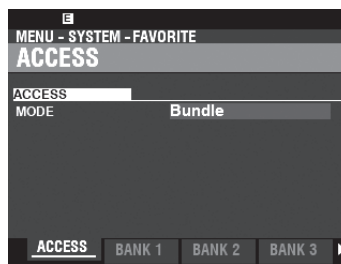 E
MENU - SYSTEM - FAVORITE
ACCESS
ACCESS
MODE Bundle
ACCESS BANK 1 BANK 2 BANK 3